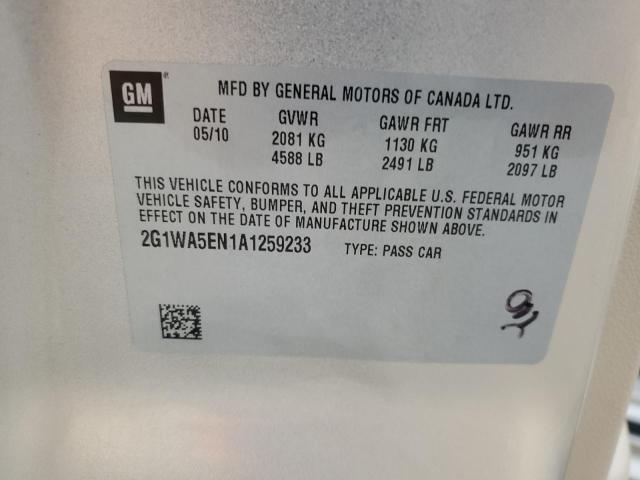 GM
MFD BY GENERAL MOTORS OF CANADA LTD.
DATE GVWR GAWR FRT GAWR RR
05/10 2081 KG 1130 KG 951 KG
4588 LB 2491 LB 2097 LB
THIS VEHICLE CONFORMS TO ALL APPLICABLE U.S. FEDERAL MOTOR
VEHICLE SAFETY, BUMPER, AND THEFT PREVENTION STANDARDS IN
EFFECT ON THE DATE OF MANUFACTURE SHOWN ABOVE.
2G1WA5EN1A1259233 TYPE: PASS CAR